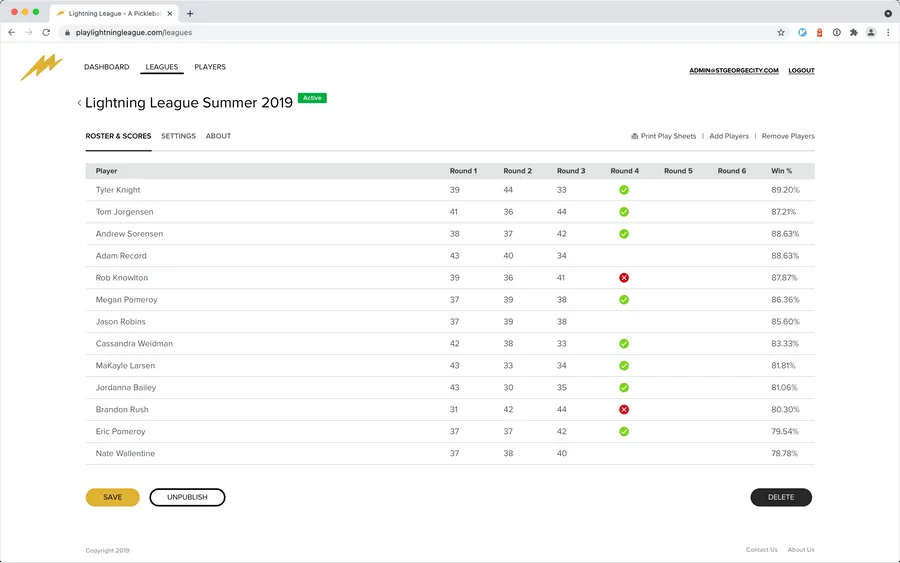 Lightning League - A Pickleba
playlightningleague.com/leagues
DASHBOARD LEAGUES PLAYERS
ADMIN@STGEORGECITY.COM LOGOUT
Lightning League Summer 2019 Active
ROSTER & SCORES SETTINGS ABOUT
Print Play Sheets | Add Players | Remove Players
Player Round 1 Round 2 Round 3 Round 4 Round 5 Round 6 Win %
Tyler Knight 39 44 33 89.20%
Tom Jorgensen 41 36 44 87.21%
Andrew Sorensen 38 37 42 88.63%
Adam Record 43 40 34 88.63%
Rob Knowlton 39 36 41 87.87%
Megan Pomeroy 37 39 38 86.36%
Jason Robins 37 39 38 85.60%
Cassandra Weidman 42 38 33 83.33%
MaKayle Larsen 43 33 34 81.81%
Jordanna Bailey 43 30 35 81.06%
Brandon Rush 31 42 44 80.30%
Eric Pomeroy 37 37 42 79.54%
Nate Wallentine 37 38 40 78.78%
SAVE UNPUBLISH DELETE
Copyright 2019 Contact Us About Us